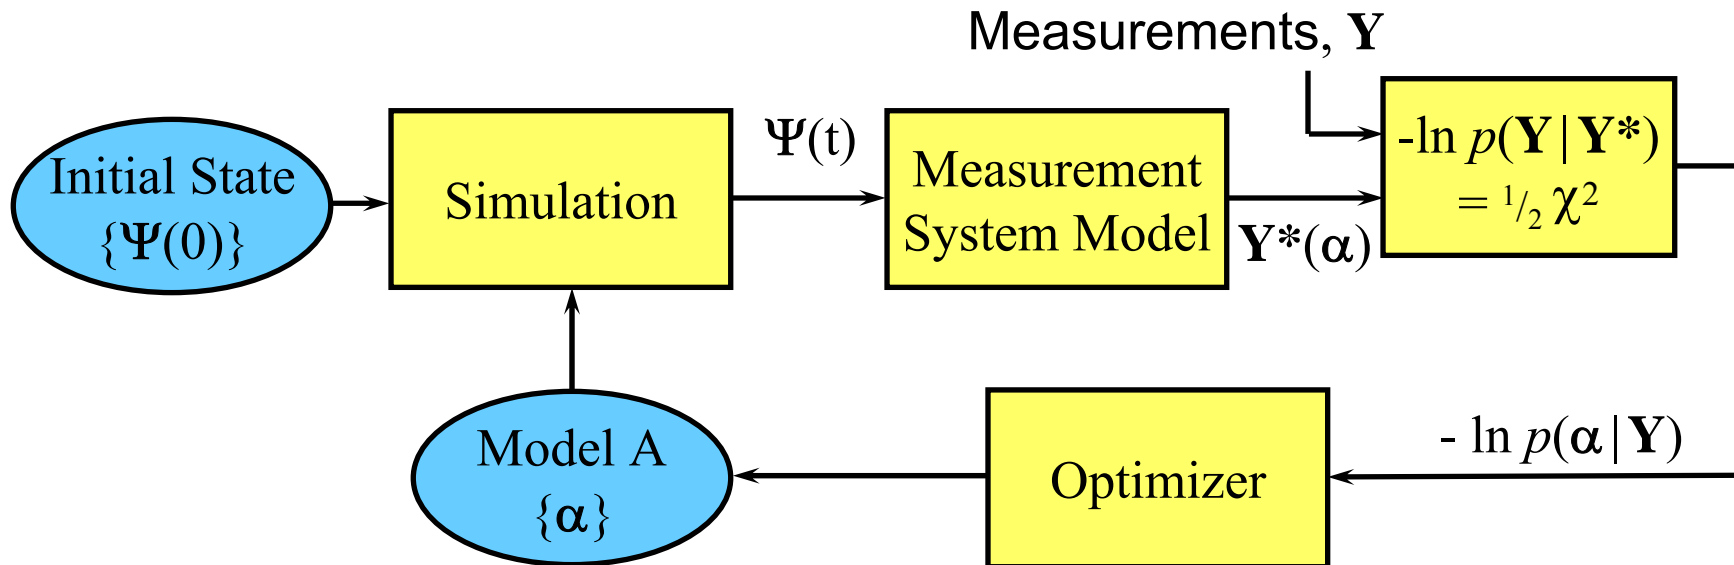 Measurements, Y
Initial State
{Ψ(0)}
Simulation
Ψ(t)
Measurement
System Model
Y*(α)
-ln p(Y | Y*)
= 1/2 χ²
Model A
{α}
Optimizer
- ln p(α | Y)